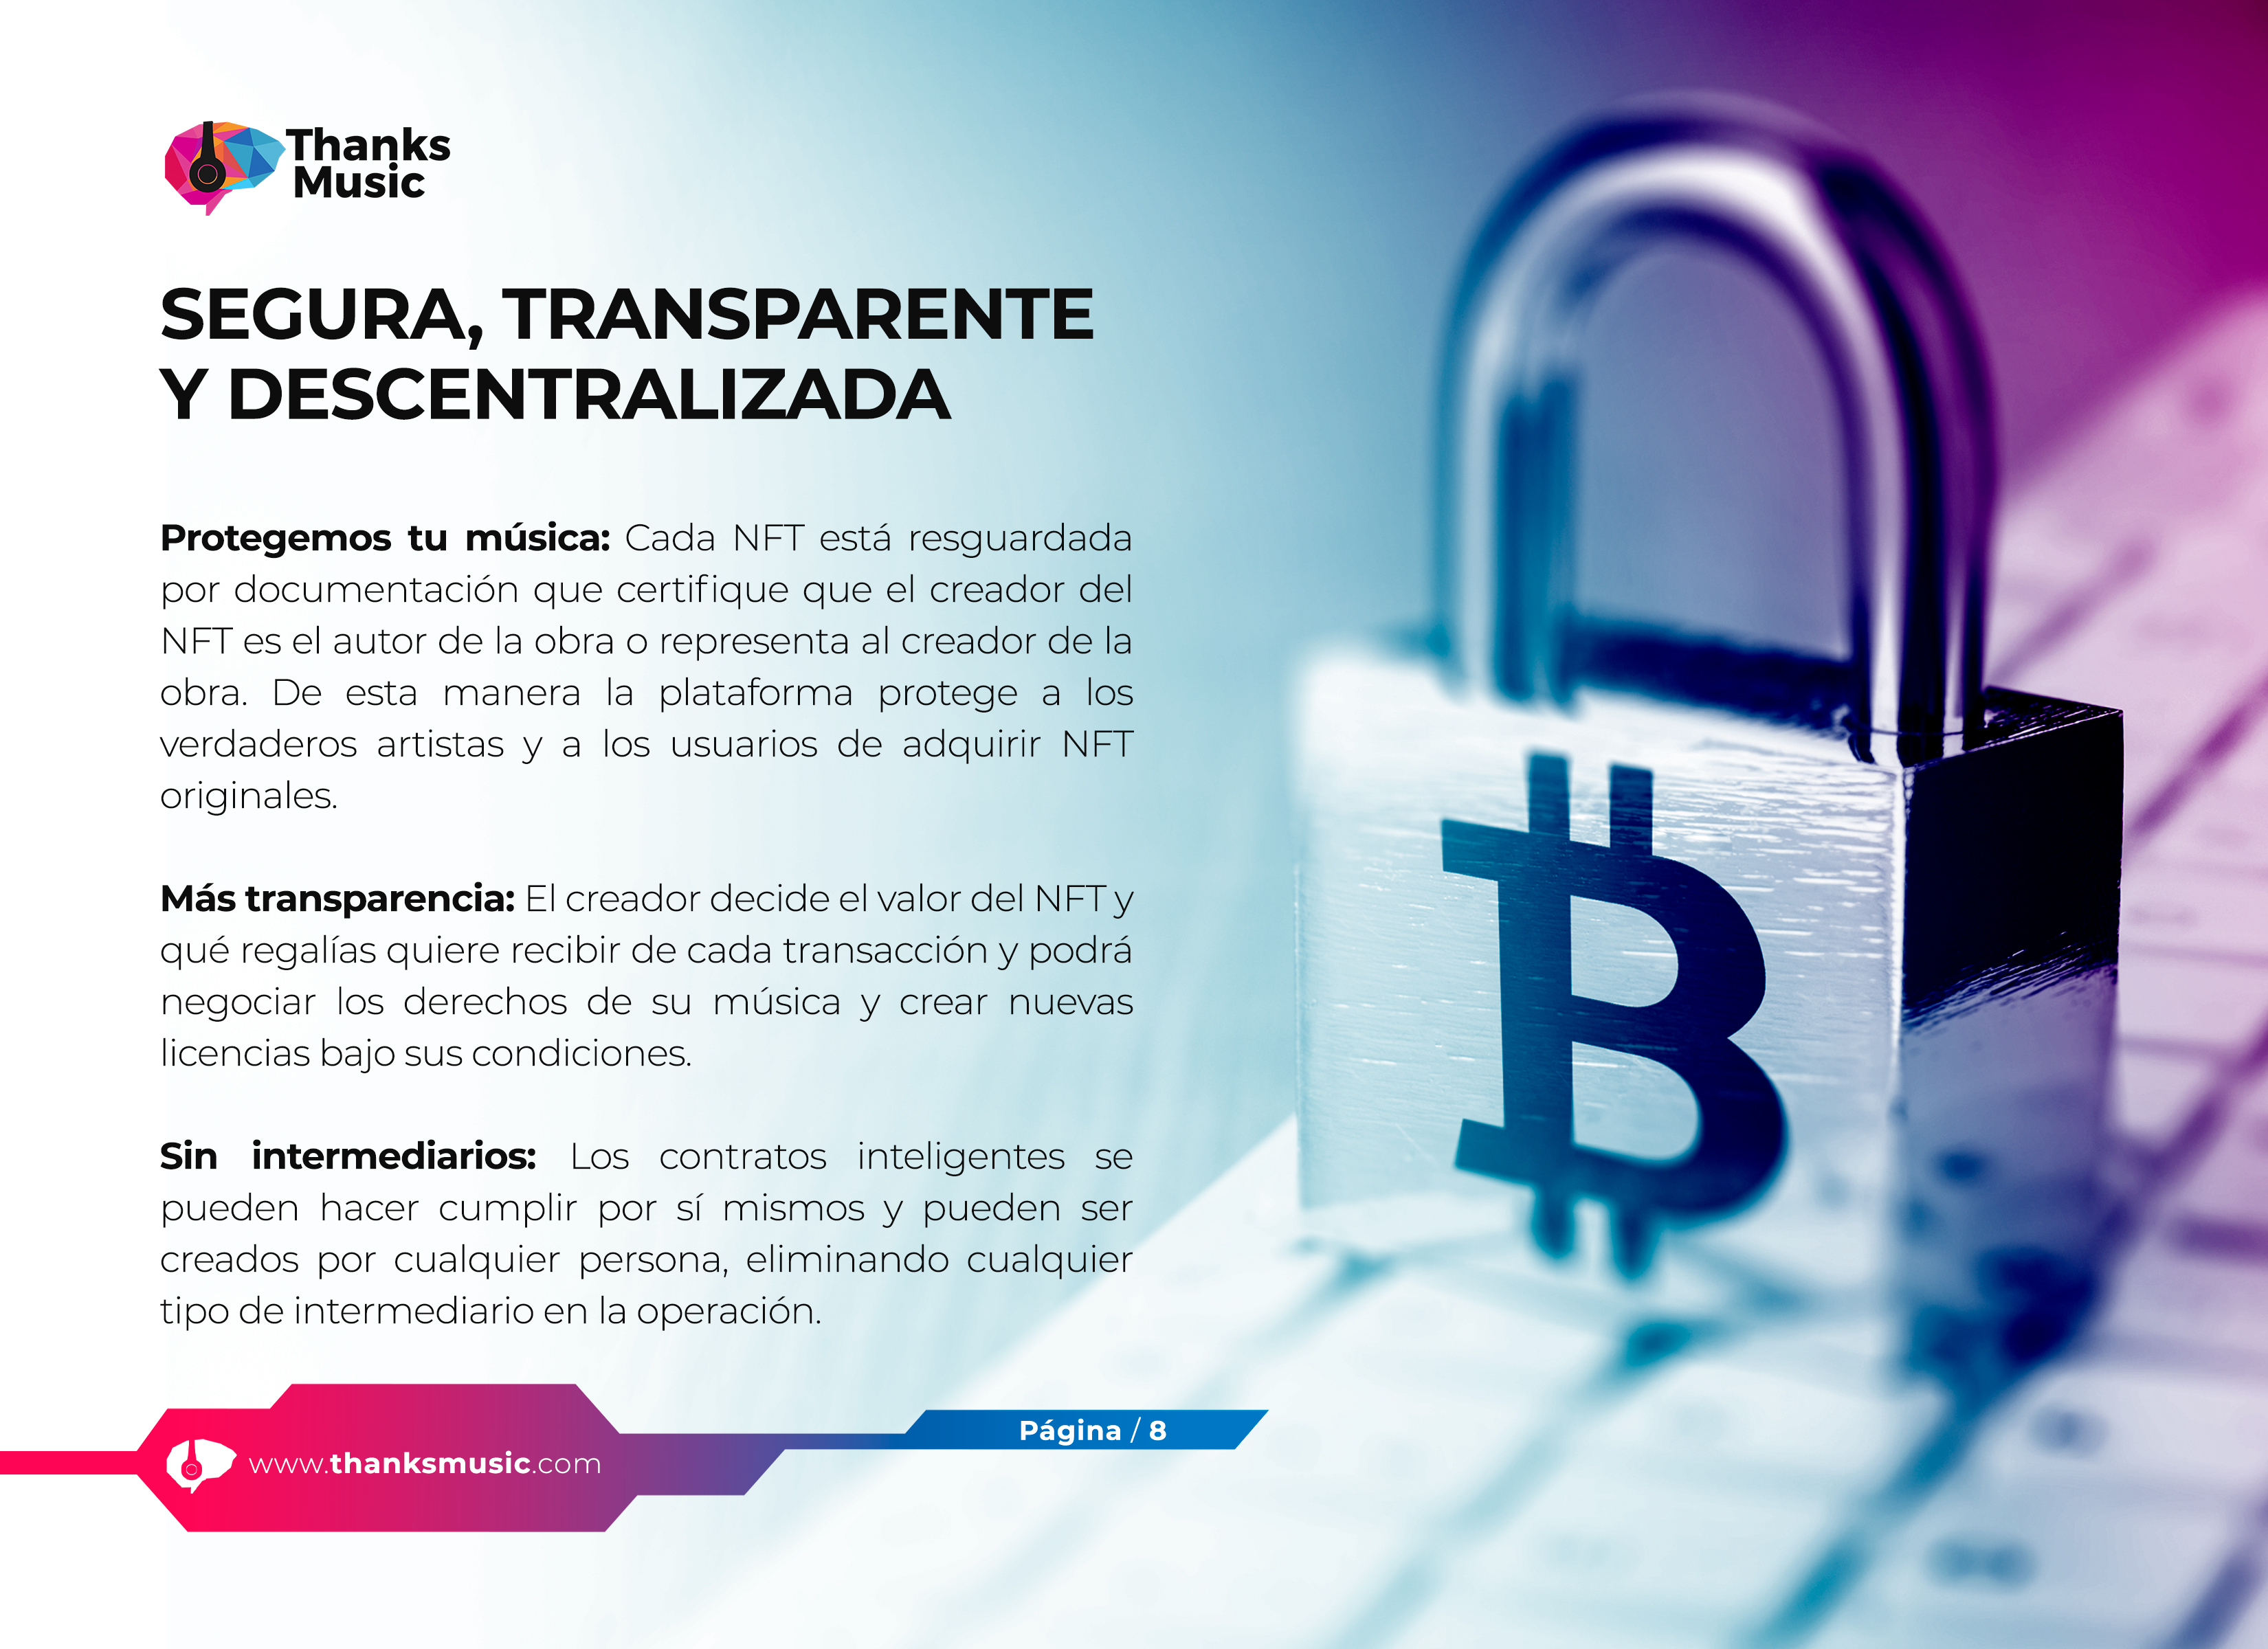 Thanks
Music
SEGURA, TRANSPARENTE
Y DESCENTRALIZADA
Protegemos tu música: Cada NFT está resguardada
por documentación que certifique que el creador del
NFT es el autor de la obra o representa al creador de la
obra. De esta manera la plataforma protege a los
verdaderos artistas y a los usuarios de adquirir NFT
originales.
Más transparencia: El creador decide el valor del NFT y
qué regalías quiere recibir de cada transacción y podrá
negociar los derechos de su música y crear nuevas
licencias bajo sus condiciones.
Sin intermediarios: Los contratos inteligentes se
pueden hacer cumplir por sí mismos y pueden ser
creados por cualquier persona, eliminando cualquier
tipo de intermediario en la operación.
www.thanksmusic.com
Página / 8